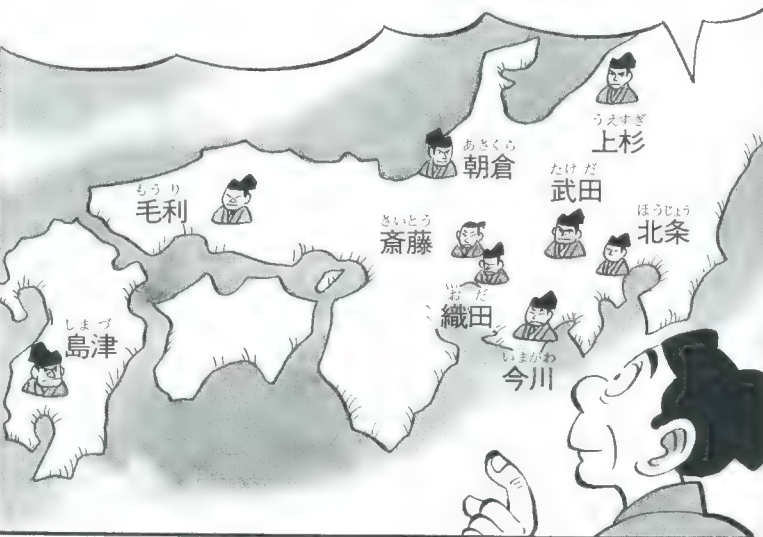 うえすぎ
上杉
あさくら
朝倉
たけだ
武田
ほうじょう
北条
もうり
毛利
さいとう
斎藤
おだ
織田
いまがわ
今川
しまづ
島津